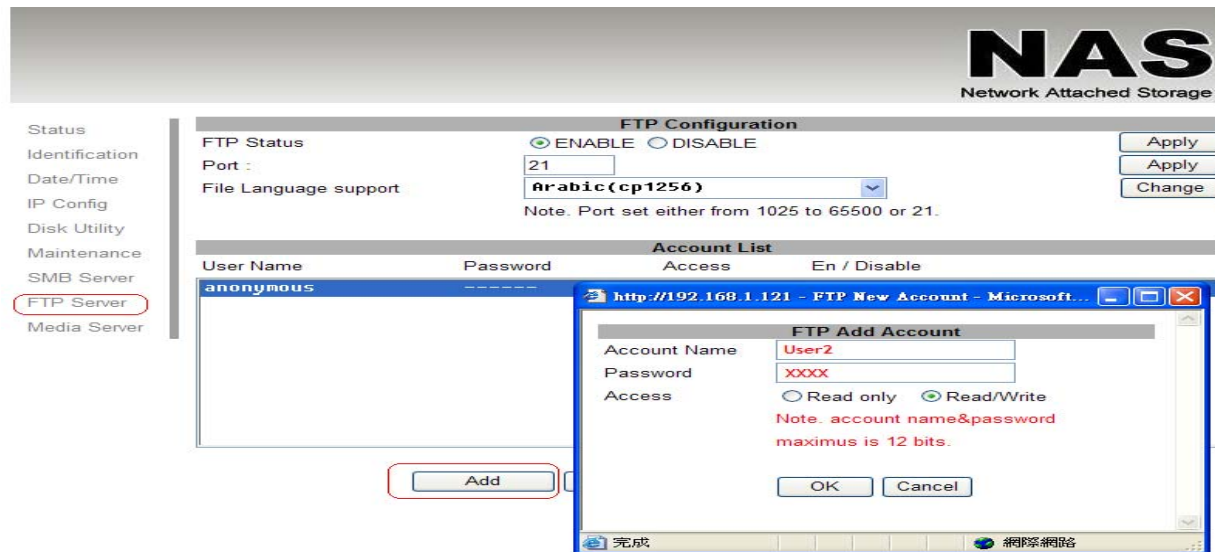 NAS
Network Attached Storage
Status
Identification
Date/Time
IP Config
Disk Utility
Maintenance
SMB Server
FTP Server
Media Server
FTP Configuration
FTP Status ENABLE DISABLE Apply
Port : 21 Apply
File Language support Arabic(cp1256) Change
Note. Port set either from 1025 to 65500 or 21.
Account List
User Name Password Access En / Disable
anonymous ------
Add
http://192.168.1.121 - FTP New Account - Microsoft...
FTP Add Account
Account Name User2
Password XXXX
Access Read only Read/Write
Note. account name&password
maximus is 12 bits.
OK Cancel
完成 網際網路